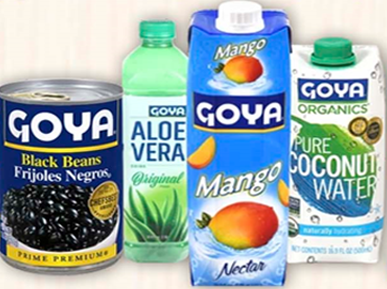 GOYA
Black Beans
Frijoles Negros
PRIME PREMIUM
GOYA
ALOE
VERA
Original
Mango
GOYA
Mango
Nectar
GOYA
ORGANICS
PURE
COCONUT
WATER
naturally hydrating